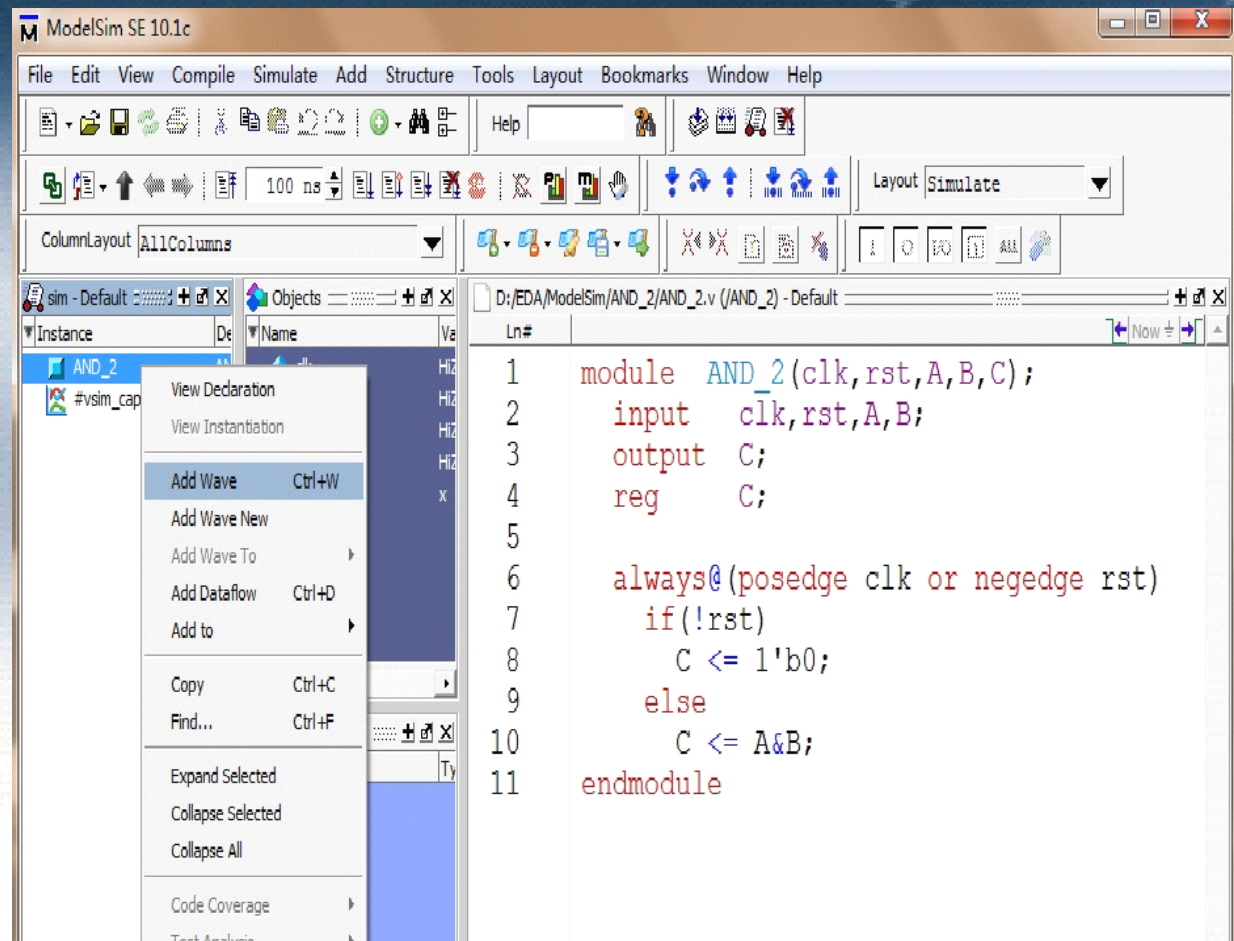 ModelSim SE 10.1c
File Edit View Compile Simulate Add Structure Tools Layout Bookmarks Window Help
Help
100 ns
Layout Simulate
ColumnLayout AllColumns
sim - Default
Instance
#vsim_cap
AND_2
View Declaration
View Instantiation
Add Wave Ctrl+W
Add Wave New
Add Wave To
Add Dataflow Ctrl+D
Add to
Copy Ctrl+C
Find... Ctrl+F
Expand Selected
Collapse Selected
Collapse All
Code Coverage
Objects
Name
HiZ
HiZ
HiZ
HiZ
x
D:/EDA/ModelSim/AND_2/AND_2.v (/AND_2) - Default
Ln#
Now
1 module AND_2(clk,rst,A,B,C);
2 input clk,rst,A,B;
3 output C;
4 reg C;
5
6 always@(posedge clk or negedge rst)
7 if(!rst)
8 C <= 1'b0;
9 else
10 C <= A&B;
11 endmodule